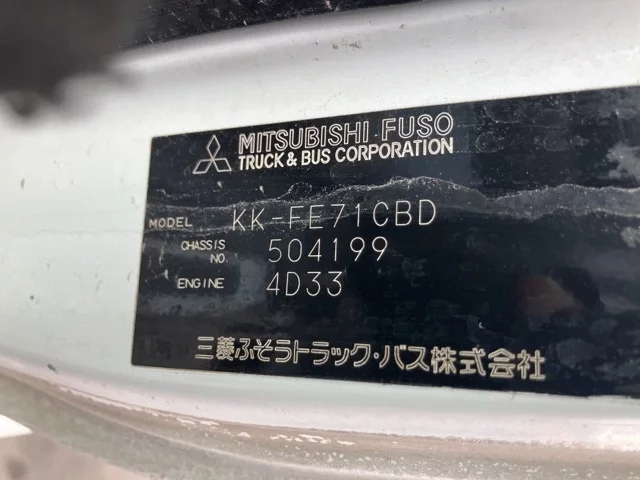 MITSUBISHI FUSO
TRUCK & BUS CORPORATION
MODEL KK-FE71CBD
CHASSIS NO. 504199
ENGINE 4D33
三菱ふそうトラック・バス株式会社